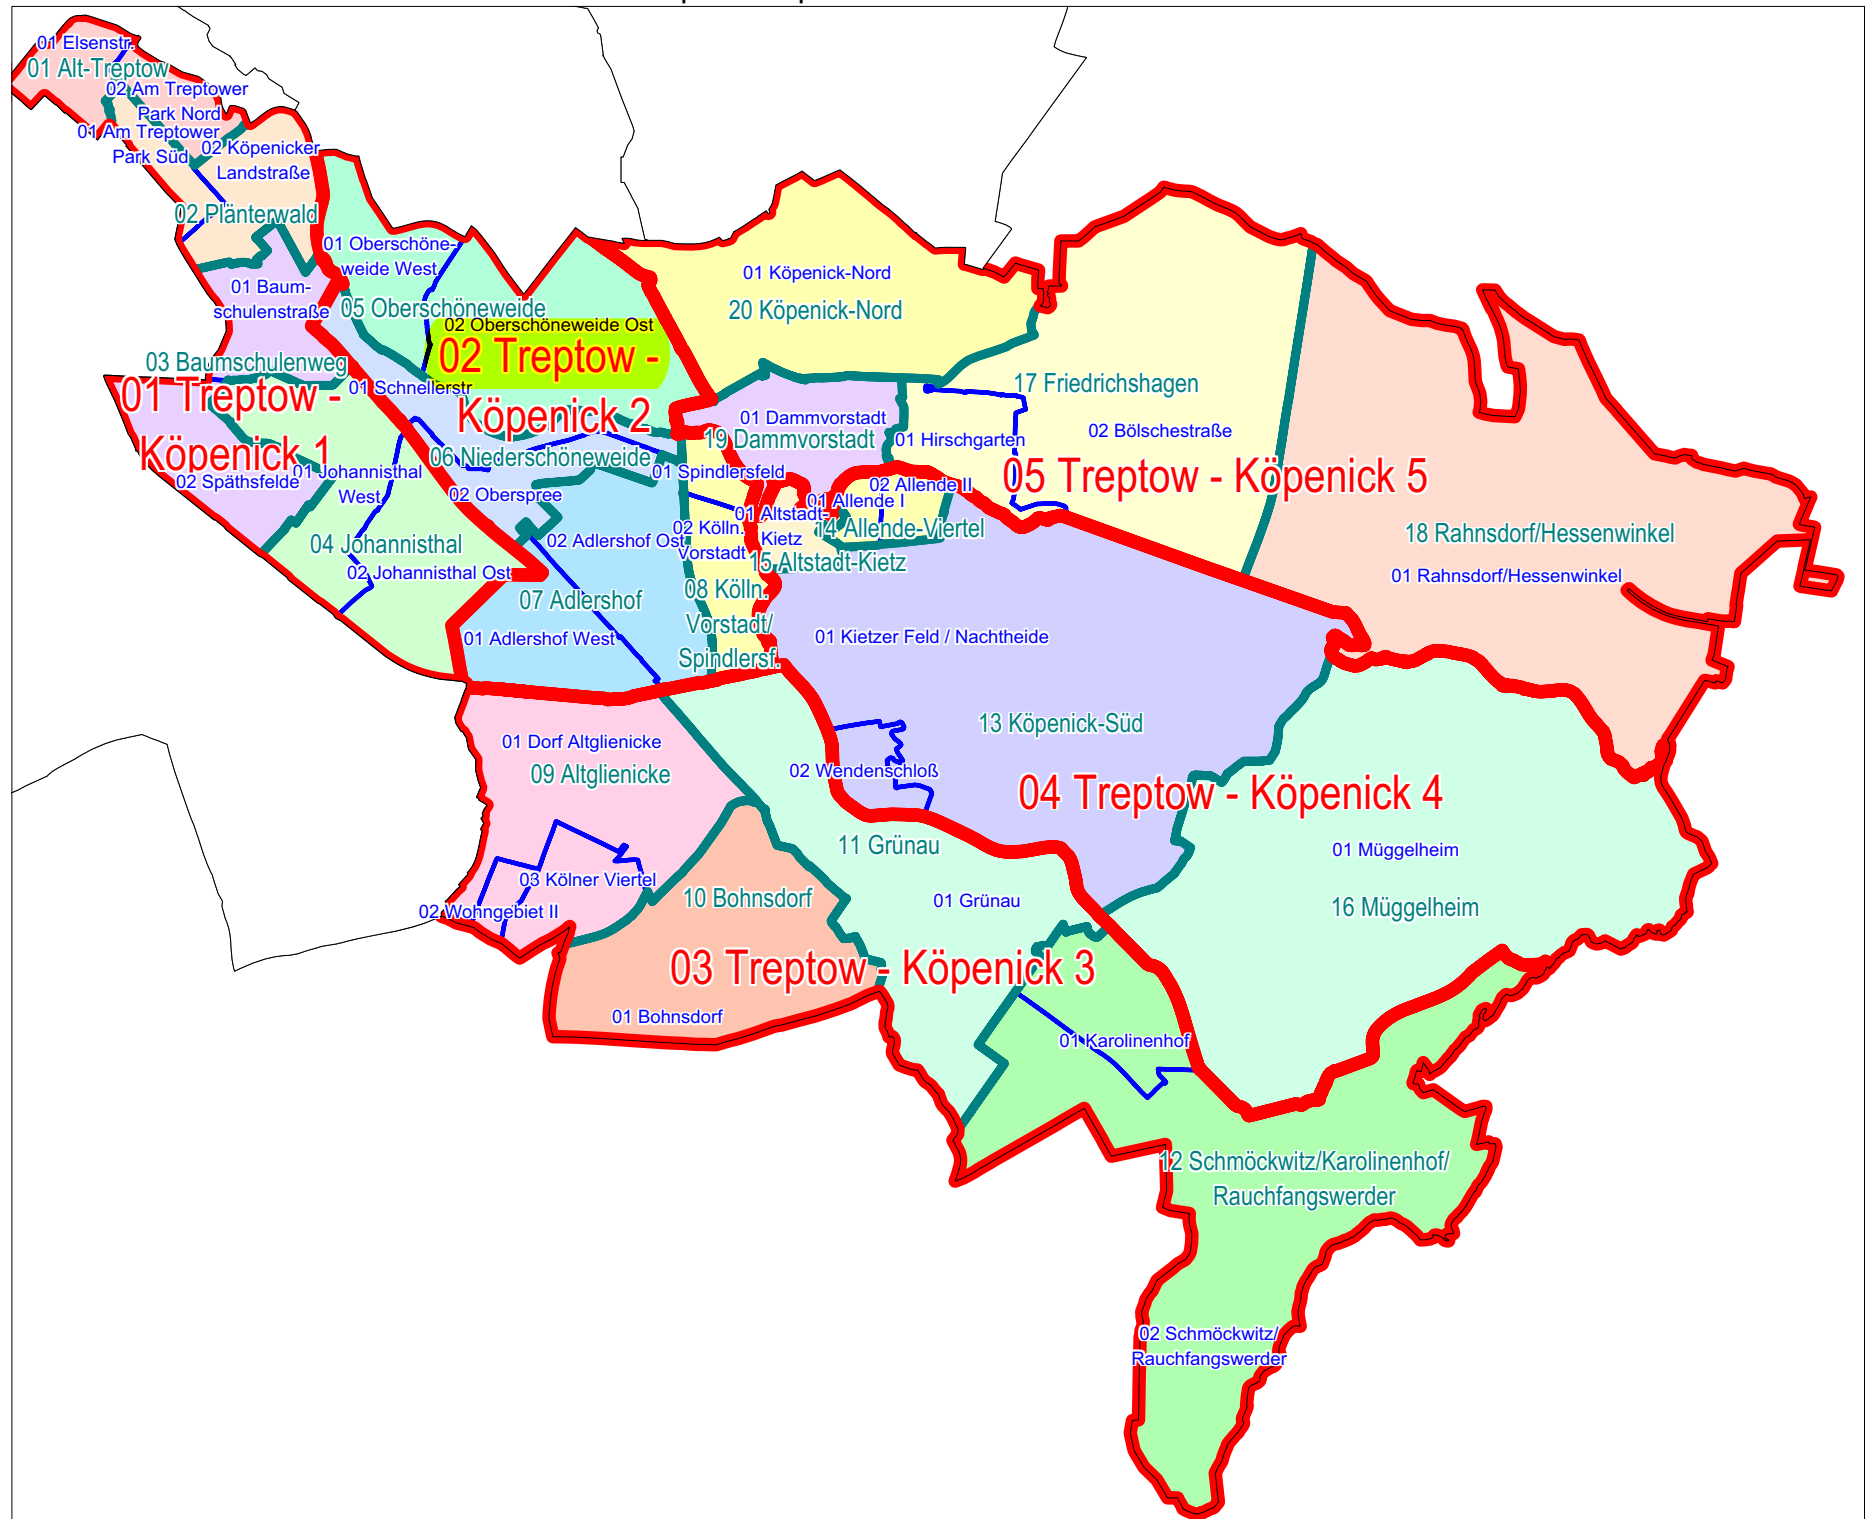 01 Elsenstr.
01 Alt-Treptow
02 Am Treptower
Park Nord
01 Am Treptower
Park Süd
02 Köpenicker
Landstraße
02 Plänterwald
01 Baum-
schulenstraße
03 Baumschulenweg
01 Treptow -
Köpenick 1
02 Späthsfelde
01 Johannisthal
West
04 Johannisthal
02 Johannisthal Ost
01 Oberschöne-
weide West
05 Oberschöneweide
02 Oberschöneweide Ost
02 Treptow -
Köpenick 2
01 Schnellerstr
06 Niederschöneweide
02 Oberspree
02 Adlershof Ost
07 Adlershof
01 Adlershof West
01 Spindlersfeld
02 Kölln.
Vorstadt
08 Kölln.
Vorstadt/
Spindlersf.
01 Köpenick-Nord
20 Köpenick-Nord
01 Dammvorstadt
19 Dammvorstadt
01 Hirschgarten
17 Friedrichshagen
02 Bölschestraße
05 Treptow - Köpenick 5
02 Allende II
01 Allende I
14 Allende-Viertel
01 Altstadt-
Kietz
15 Altstadt-Kietz
18 Rahnsdorf/Hessenwinkel
01 Rahnsdorf/Hessenwinkel
01 Kietzer Feld / Nachtheide
13 Köpenick-Süd
02 Wendenschloß
04 Treptow - Köpenick 4
01 Müggelheim
16 Müggelheim
01 Dorf Altglienicke
09 Altglienicke
03 Kölner Viertel
02 Wohngebiet II
10 Bohnsdorf
01 Bohnsdorf
11 Grünau
01 Grünau
03 Treptow - Köpenick 3
01 Karolinenhof
12 Schmöckwitz/Karolinenhof/
Rauchfangswerder
02 Schmöckwitz/
Rauchfangswerder